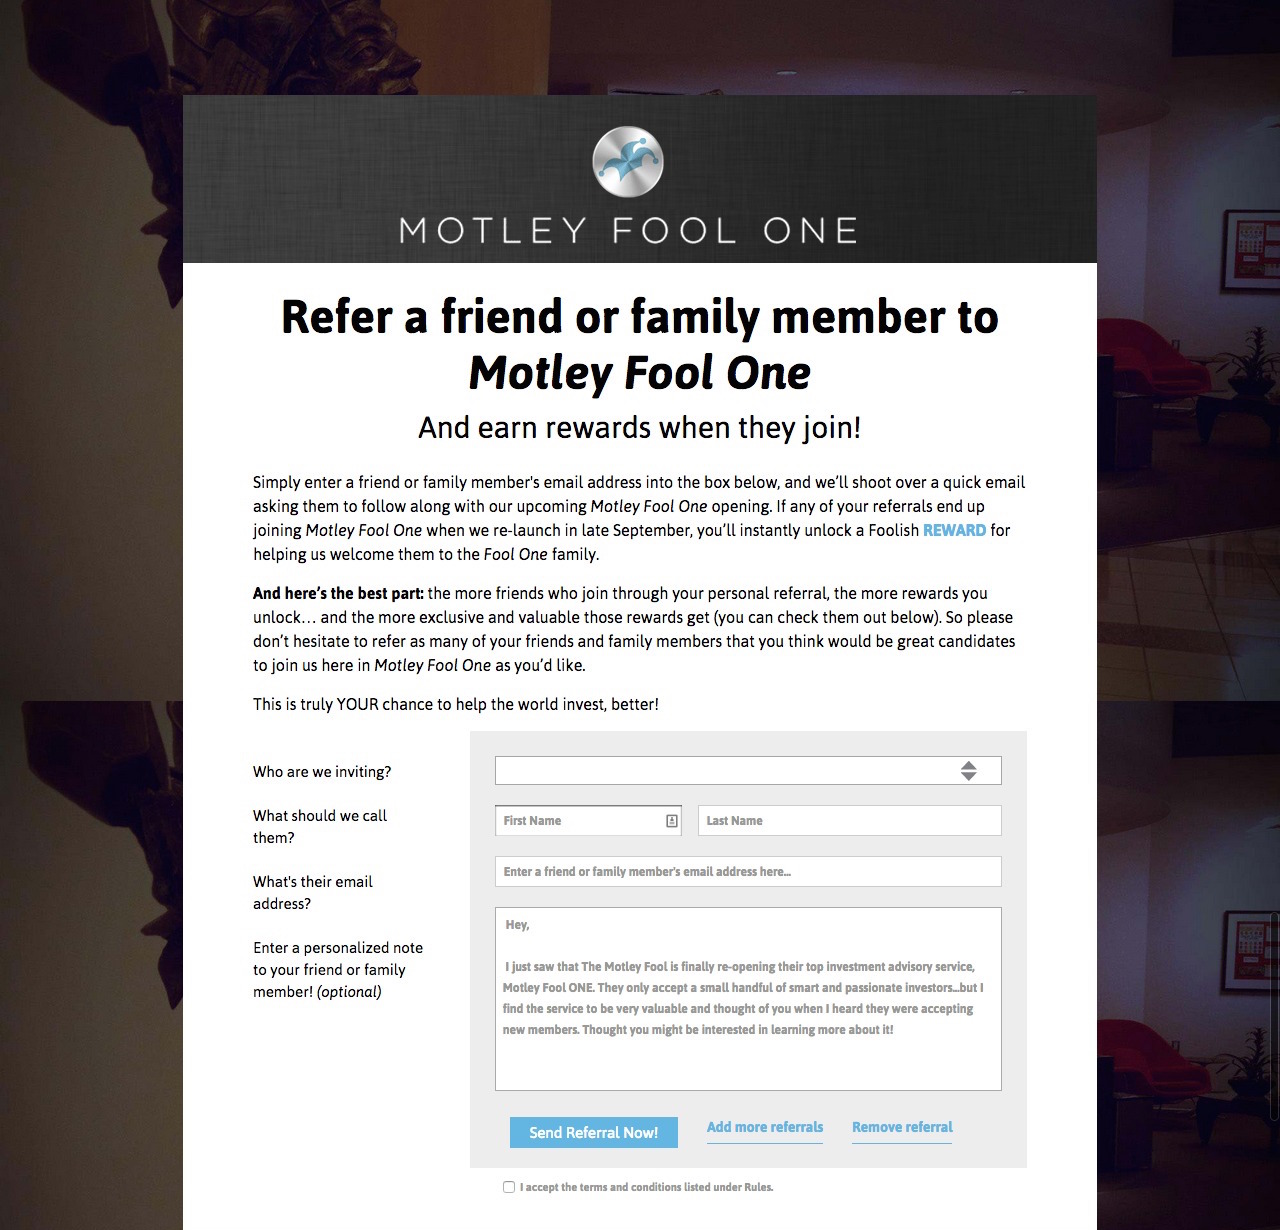 MOTLEY FOOL ONE
Refer a friend or family member to
Motley Fool One
And earn rewards when they join!
Simply enter a friend or family member's email address into the box below, and we’ll shoot over a quick email
asking them to follow along with our upcoming Motley Fool One opening. If any of your referrals end up
joining Motley Fool One when we re-launch in late September, you’ll instantly unlock a Foolish REWARD for
helping us welcome them to the Fool One family.
And here’s the best part: the more friends who join through your personal referral, the more rewards you
unlock… and the more exclusive and valuable those rewards get (you can check them out below). So please
don’t hesitate to refer as many of your friends and family members that you think would be great candidates
to join us here in Motley Fool One as you’d like.
This is truly YOUR chance to help the world invest, better!
Who are we inviting?
What should we call
them?
First Name
Last Name
What's their email
address?
Enter a friend or family member's email address here...
Enter a personalized note
to your friend or family
member! (optional)
Hey,
I just saw that The Motley Fool is finally re-opening their top investment advisory service,
Motley Fool ONE. They only accept a small handful of smart and passionate investors...but I
find the service to be very valuable and thought of you when I heard they were accepting
new members. Thought you might be interested in learning more about it!
Send Referral Now!
Add more referrals
Remove referral
I accept the terms and conditions listed under Rules.